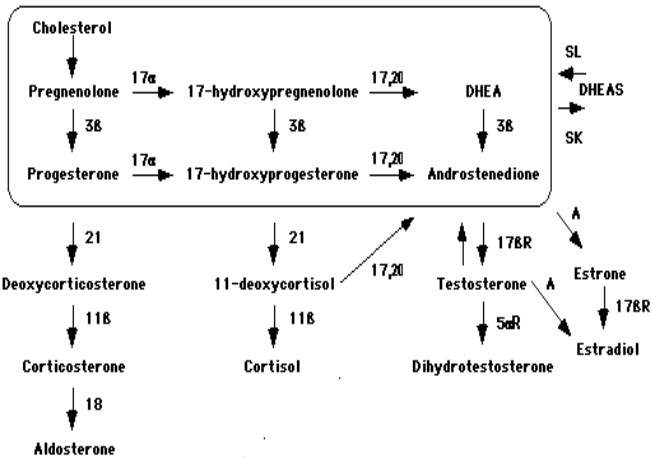 Cholesterol
SL
17α 17,20
Pregnenolone 17-hydroxypregnenolone DHEA DHEAS
3ß 3ß 3ß
SK
17α 17,20
Progesterone 17-hydroxyprogesterone Androstenedione
A
21 21 17ßR
17,20 Estrone
Deoxycorticosterone 11-deoxycortisol Testosterone A
11ß 11ß 5αR 17ßR
Estradiol
Corticosterone Cortisol Dihydrotestosterone
18
Aldosterone